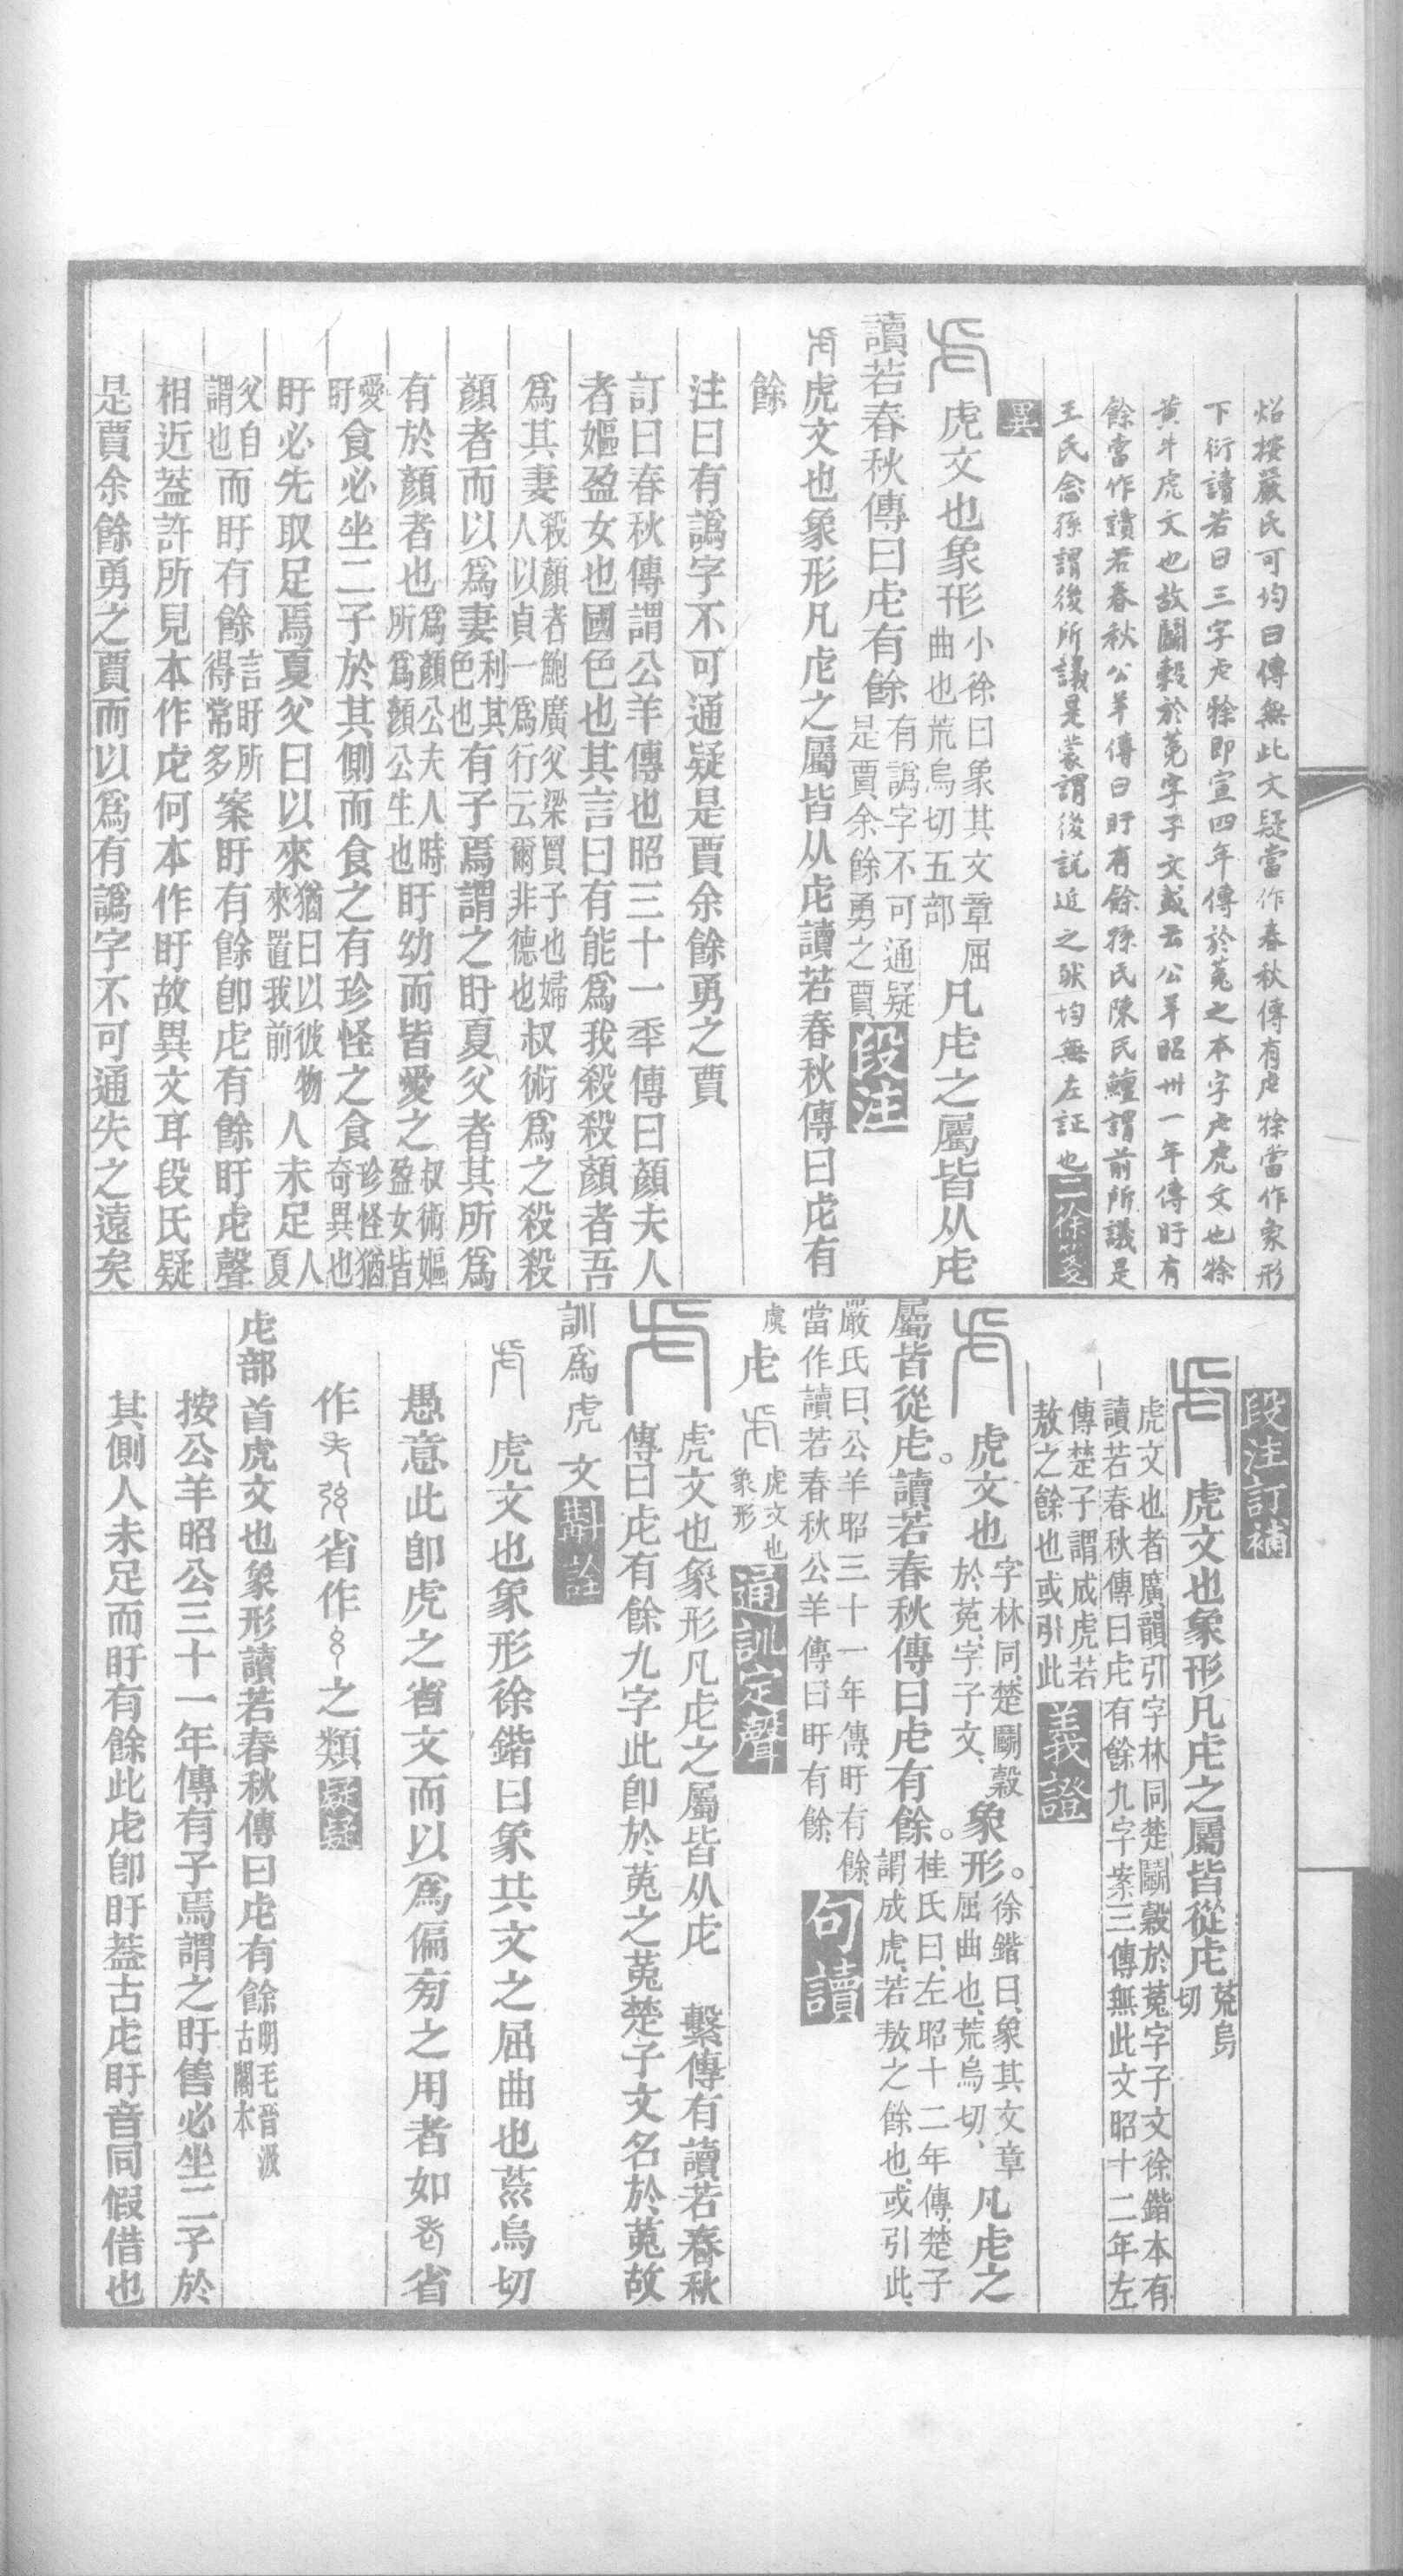 炤按嚴氏可均曰傳無此文疑當作春秋傳有虍䖒當作象形
下衍讀若曰三字虍䖒即宣四年傳於菟之本字虍虎文也䖒
黃牛虎文也故鬭穀於菟字子文或云公羊昭卅一年傳盱有
餘當作讀若春秋公羊傳曰盱有餘孫氏陳氏鱣謂前所議是
王氏念孫謂後所議是蒙謂後說近之然均無左証也二徐箋
異
虎文也象形小徐曰象其文章屈曲也荒烏切五部凡虍之屬皆从虍
讀若春秋傳曰虍有餘有譌字不可通疑是賈余餘勇之賈段注
虎文也象形凡虍之屬皆从虍讀若春秋傳曰虍有
餘
注曰有譌字不可通疑是賈余餘勇之賈
訂曰春秋傳謂公羊傳也昭三十一秊傳曰顏夫人
者嫗盈女也國色也其言曰有能爲我殺殺顏者吾
爲其妻殺顏者鮑廣父梁買子也婦人以貞一爲行云爾非德也叔術爲之殺殺
顏者而以爲妻利其色也有子焉謂之盱夏父者其所爲
有於顏者也爲顏公夫人時所爲顏公生也盱幼而皆愛之叔術嫗盈女皆
愛盱食必坐二子於其側而食之有珍怪之食珍怪猶奇異也
盱必先取足焉夏父曰以來猶曰以彼物來置我前人未足人夏
父自謂也而盱有餘言盱所得常多案盱有餘卽虍有餘盱虍聲
相近葢許所見本作虍何本作盱故異文耳段氏疑
是賈余餘勇之賈而以爲有譌字不可通失之遠矣
段注訂補
虎文也象形凡虍之屬皆從虍荒烏切
虎文也者廣韻引字林同楚鬭穀於菟字子文徐鍇本有
讀若春秋傳曰虍有餘九字案三傳無此文昭十二年左
傳楚子謂成虎若
敖之餘也或引此義證
虎文也字林同、楚鬭穀於菟、字子文、象形。徐鍇曰、象其文章屈曲也、荒烏切、凡虍之
屬皆從虍。讀若春秋傳曰虍有餘。桂氏曰、左昭十二年傳、楚子謂、成虎、若敖之餘也、或引此、
嚴氏曰、公羊昭三十一年傳、盱有餘、
當作讀若春秋公羊傳曰盱有餘、句讀
虞
虍虎文也象形通訓定聲
虎文也象形凡虍之屬皆从虍　繫傳有讀若春秋
傳曰虍有餘九字此卽於菟之菟楚子文名於菟故
訓爲虎文斠詮
虎文也象形徐鍇曰象其文之屈曲也荒烏切
愚意此卽虎之省文而以爲偏旁之用者如省
作省作之類疑疑
虍部首虎文也象形讀若春秋傳曰虍有餘明毛晉汲古閣本
按公羊昭公三十一年傳有子焉謂之盱舊必坐二子於
其側人未足而盱有餘此虍卽盱葢古虍盱音同假借也